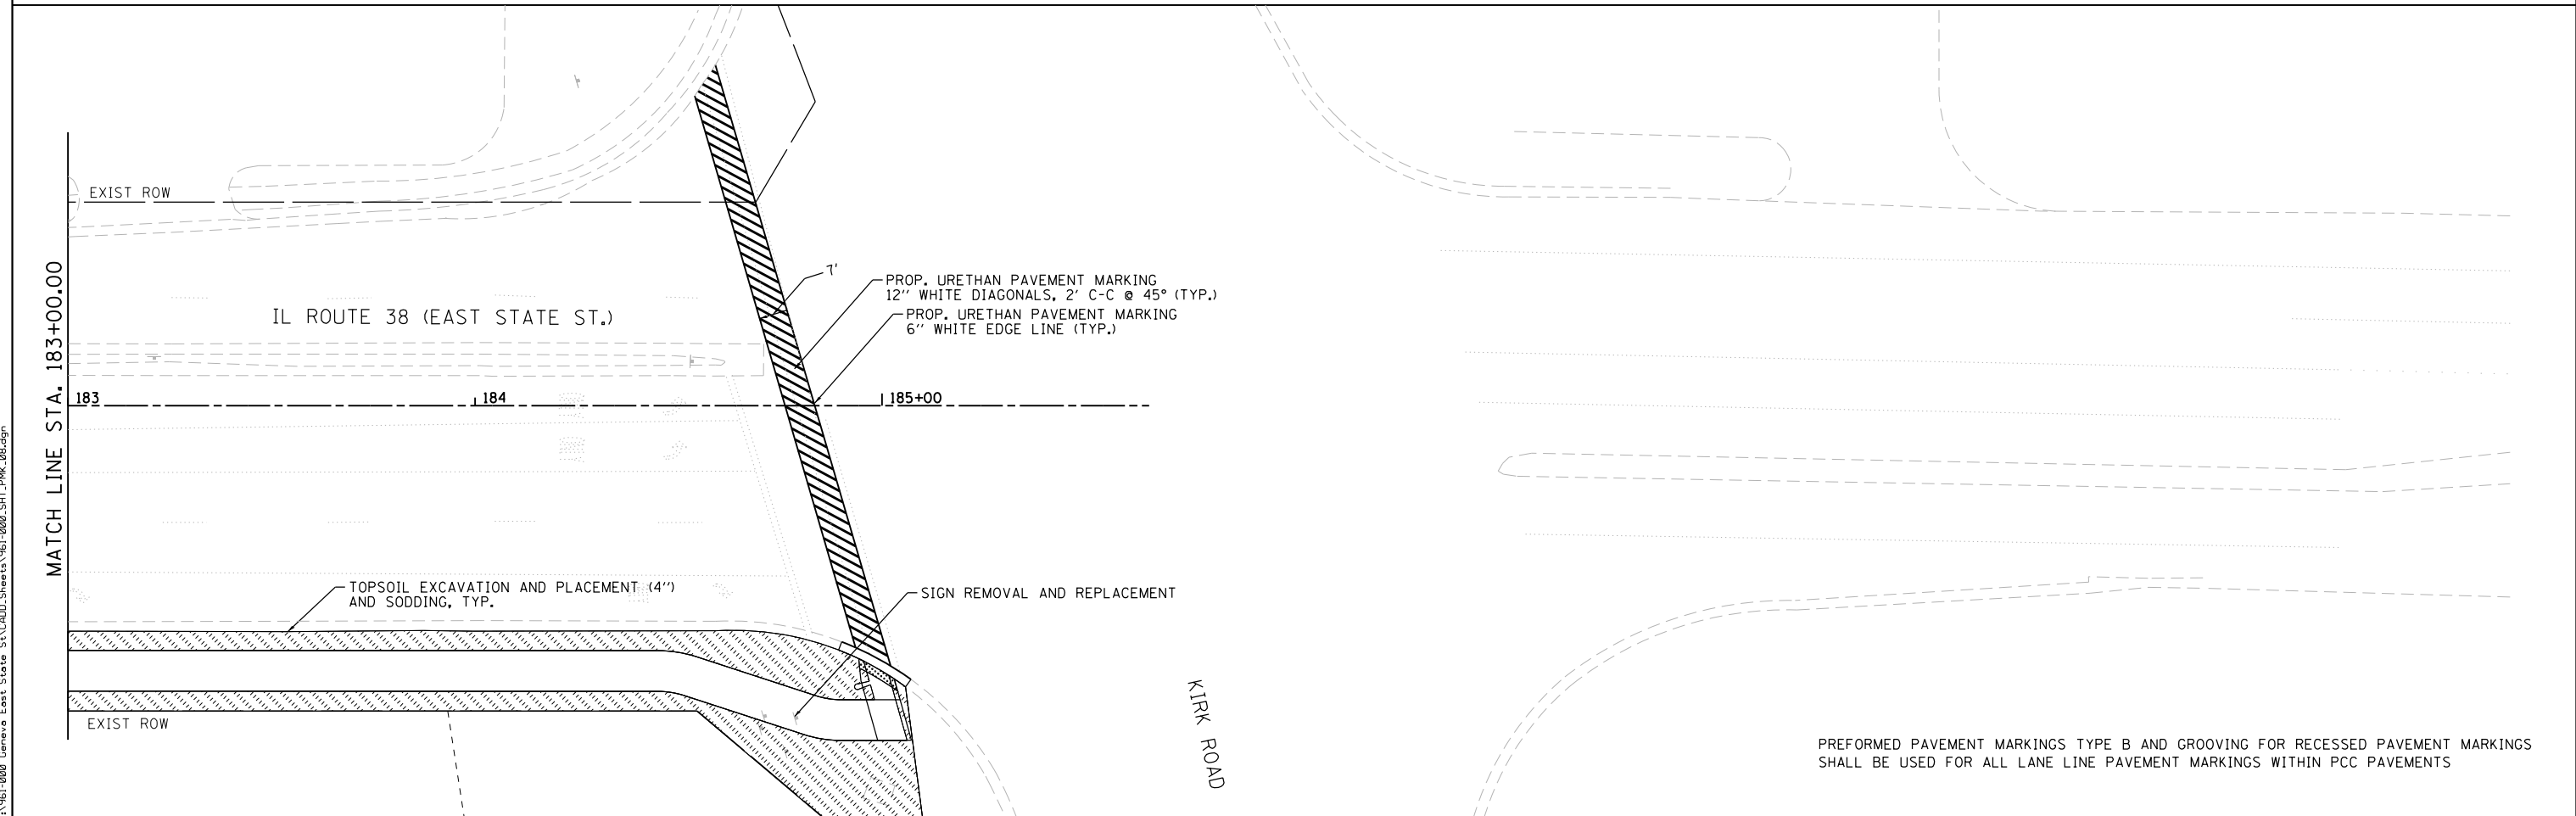 EXIST ROW
7'
PROP. URETHAN PAVEMENT MARKING
12" WHITE DIAGONALS, 2' C-C @ 45° (TYP.)
PROP. URETHAN PAVEMENT MARKING
6" WHITE EDGE LINE (TYP.)
IL ROUTE 38 (EAST STATE ST.)
MATCH LINE STA. 183+00.00
183
184
185+00
TOPSOIL EXCAVATION AND PLACEMENT (4")
AND SODDING, TYP.
SIGN REMOVAL AND REPLACEMENT
EXIST ROW
KIRK ROAD
PREFORMED PAVEMENT MARKINGS TYPE B AND GROOVING FOR RECESSED PAVEMENT MARKINGS
SHALL BE USED FOR ALL LANE LINE PAVEMENT MARKINGS WITHIN PCC PAVEMENTS